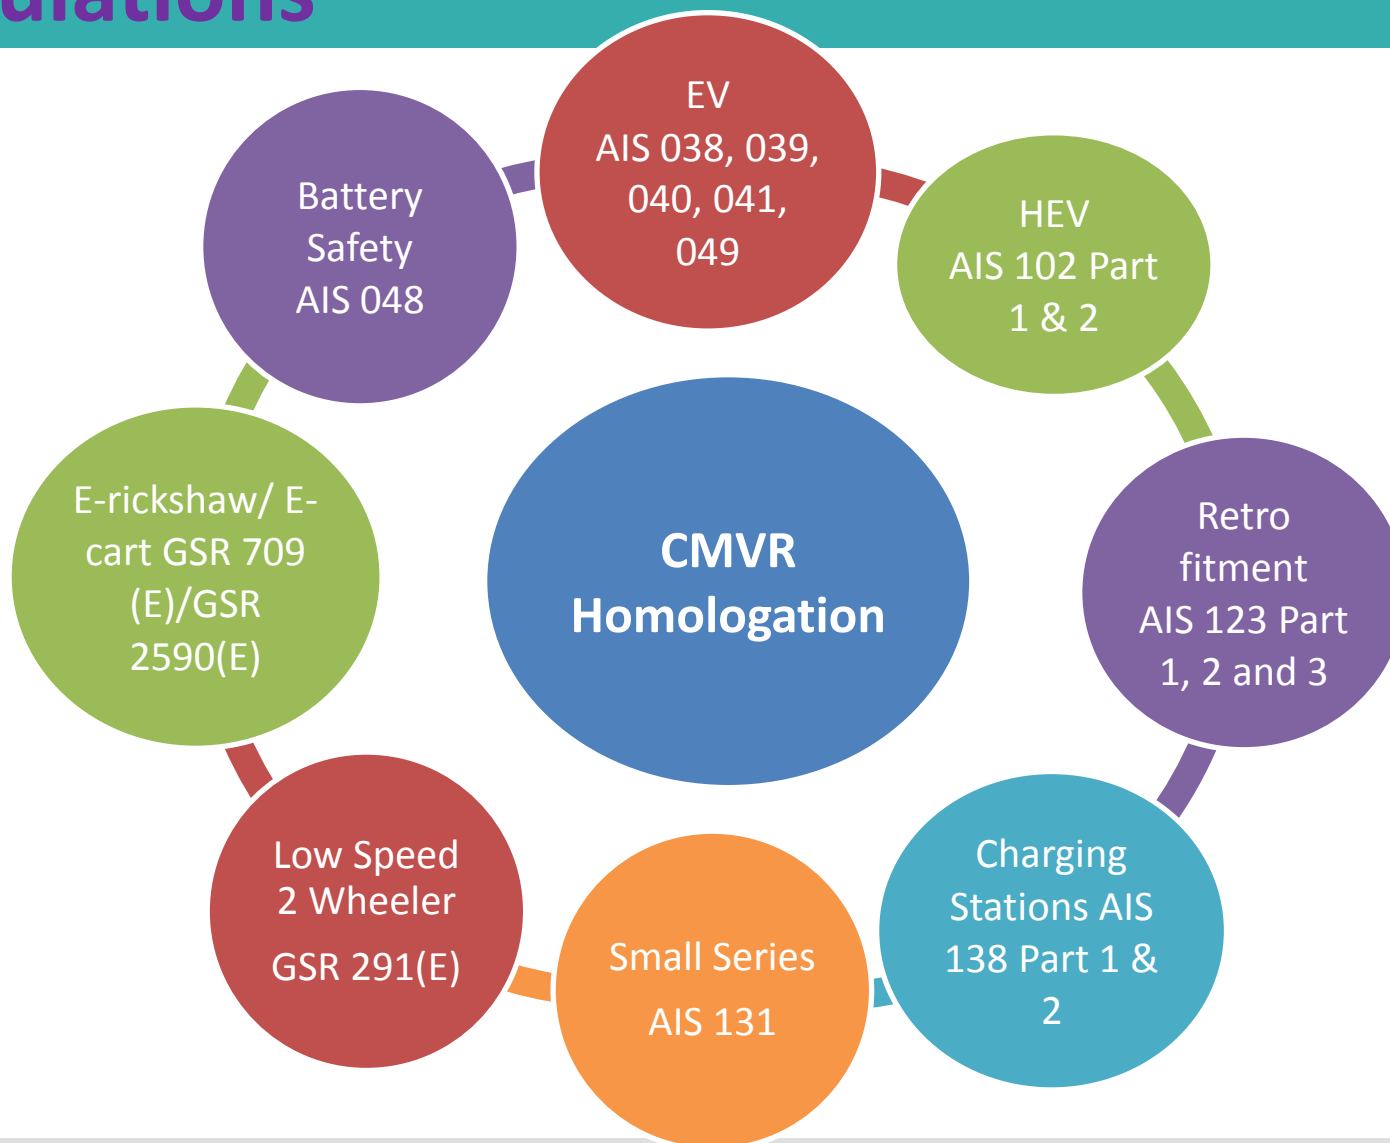 EV
AIS 038, 039,
040, 041,
049
HEV
AIS 102 Part
1 & 2
Retro
fitment
AIS 123 Part
1, 2 and 3
Charging
Stations AIS
138 Part 1 &
2
Small Series
AIS 131
Low Speed
2 Wheeler
GSR 291(E)
E-rickshaw/ E-
cart GSR 709
(E)/GSR
2590(E)
Battery
Safety
AIS 048
CMVR
Homologation